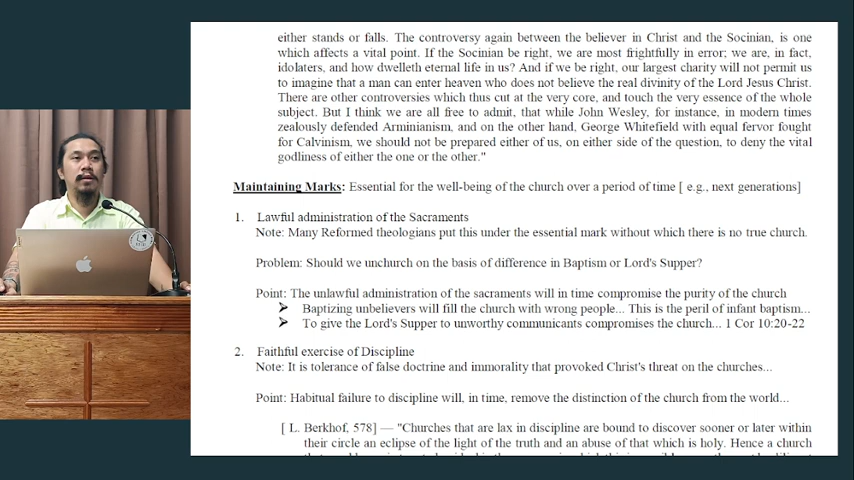 either stands or falls. The controversy again between the believer in Christ and the Socinian, is one
which affects a vital point. If the Socinian be right, we are most frightfully in error; we are, in fact,
idolaters, and how dwelleth eternal life in us? And if we be right, our largest charity will not permit us
to imagine that a man can enter heaven who does not believe the real divinity of the Lord Jesus Christ.
There are other controversies which thus cut at the very core, and touch the very essence of the whole
subject. But I think we are all free to admit, that while John Wesley, for instance, in modern times
zealously defended Arminianism, and on the other hand, George Whitefield with equal fervor fought
for Calvinism, we should not be prepared either of us, on either side of the question, to deny the vital
godliness of either the one or the other."
Maintaining Marks: Essential for the well-being of the church over a period of time [ e.g., next generations]
1. Lawful administration of the Sacraments
Note: Many Reformed theologians put this under the essential mark without which there is no true church.
Problem: Should we unchurch on the basis of difference in Baptism or Lord's Supper?
Point: The unlawful administration of the sacraments will in time compromise the purity of the church
➢ Baptizing unbelievers will fill the church with wrong people... This is the peril of infant baptism...
➢ To give the Lord's Supper to unworthy communicants compromises the church... 1 Cor 10:20-22
2. Faithful exercise of Discipline
Note: It is tolerance of false doctrine and immorality that provoked Christ's threat on the churches...
Point: Habitual failure to discipline will, in time, remove the distinction of the church from the world...
[ L. Berkhof, 578] — "Churches that are lax in discipline are bound to discover sooner or later within
their circle an eclipse of the light of the truth and an abuse of that which is holy. Hence a church